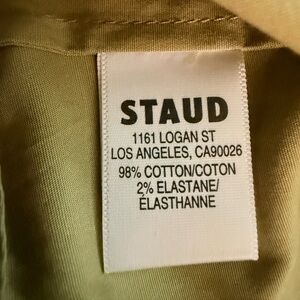 STAUD
1161 LOGAN ST
LOS ANGELES, CA90026
98% COTTON/COTON
2% ELASTANE/
ÉLASTHANNE